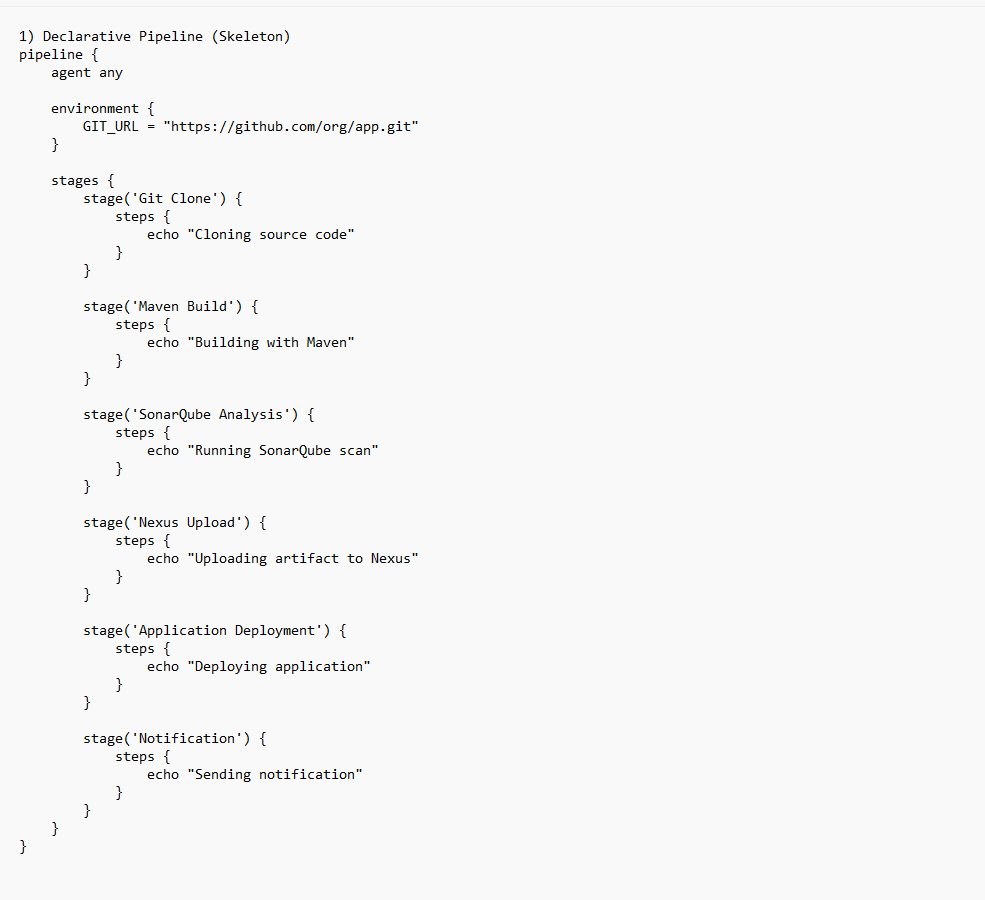 1) Declarative Pipeline (Skeleton)
pipeline {
    agent any

    environment {
        GIT_URL = "https://github.com/org/app.git"
    }

    stages {
        stage('Git Clone') {
            steps {
                echo "Cloning source code"
            }
        }

        stage('Maven Build') {
            steps {
                echo "Building with Maven"
            }
        }

        stage('SonarQube Analysis') {
            steps {
                echo "Running SonarQube scan"
            }
        }

        stage('Nexus Upload') {
            steps {
                echo "Uploading artifact to Nexus"
            }
        }

        stage('Application Deployment') {
            steps {
                echo "Deploying application"
            }
        }

        stage('Notification') {
            steps {
                echo "Sending notification"
            }
        }
    }
}